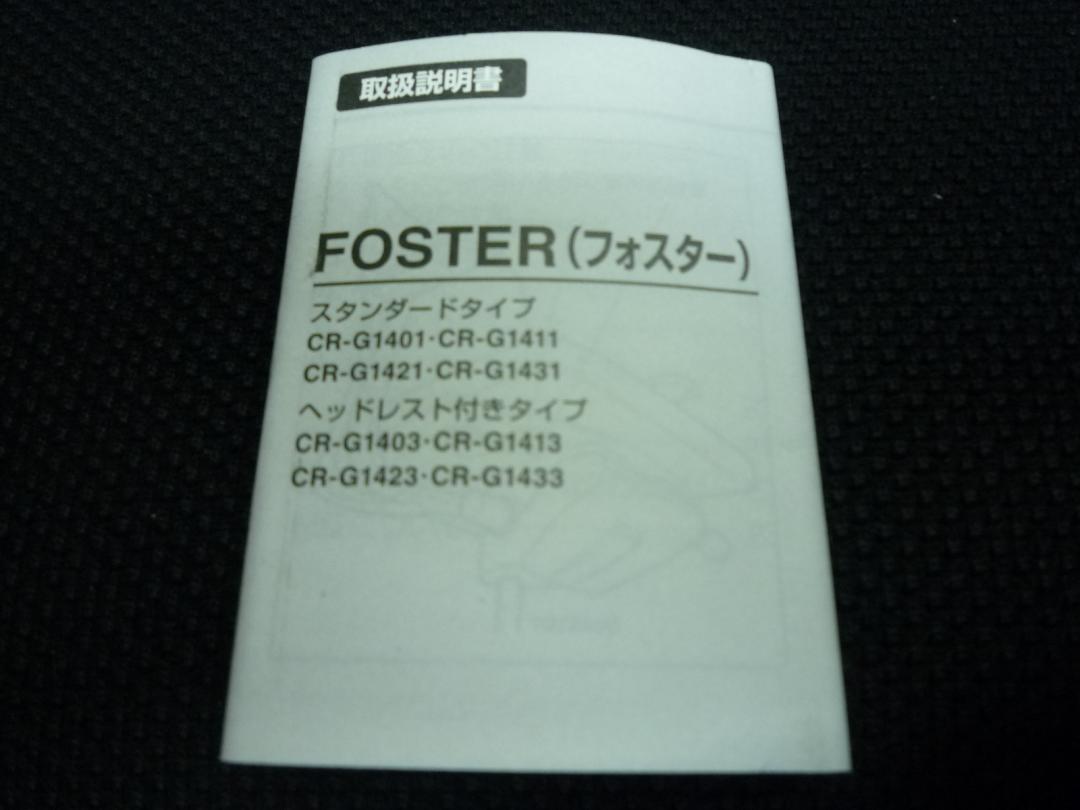 取扱説明書
FOSTER(フォスター)
スタンダードタイプ
CR-G1401・CR-G1411
CR-G1421・CR-G1431
ヘッドレスト付きタイプ
CR-G1403・CR-G1413
CR-G1423・CR-G1433